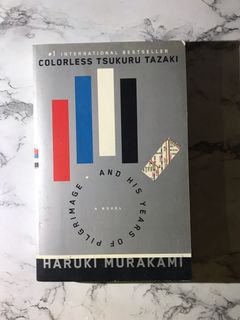 #1 INTERNATIONAL BESTSELLER
COLORLESS TSUKURU TAZAKI
AND HIS YEARS OF PILGRIMAGE
A NOVEL
HARUKI MURAKAMI